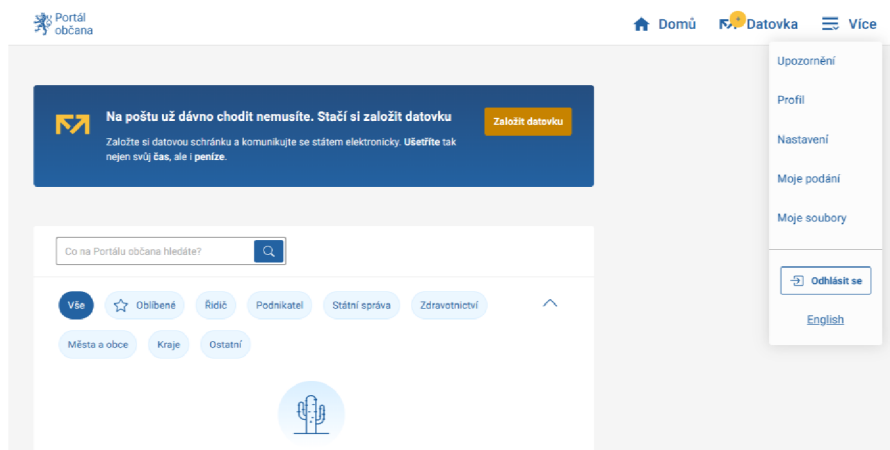 Portál
občana
Domů
Datovka
Více
Upozornění
Profil
Nastavení
Moje podání
Moje soubory
Odhlásit se
English
Na poštu už dávno chodit nemusíte. Stačí si založit datovku
Založte si datovou schránku a komunikujte se státem elektronicky. Ušetříte tak
nejen svůj čas, ale i peníze.
Založit datovku
Co na Portálu občana hledáte?
Vše
Oblíbené
Řidič
Podnikatel
Státní správa
Zdravotnictví
Města a obce
Kraje
Ostatní